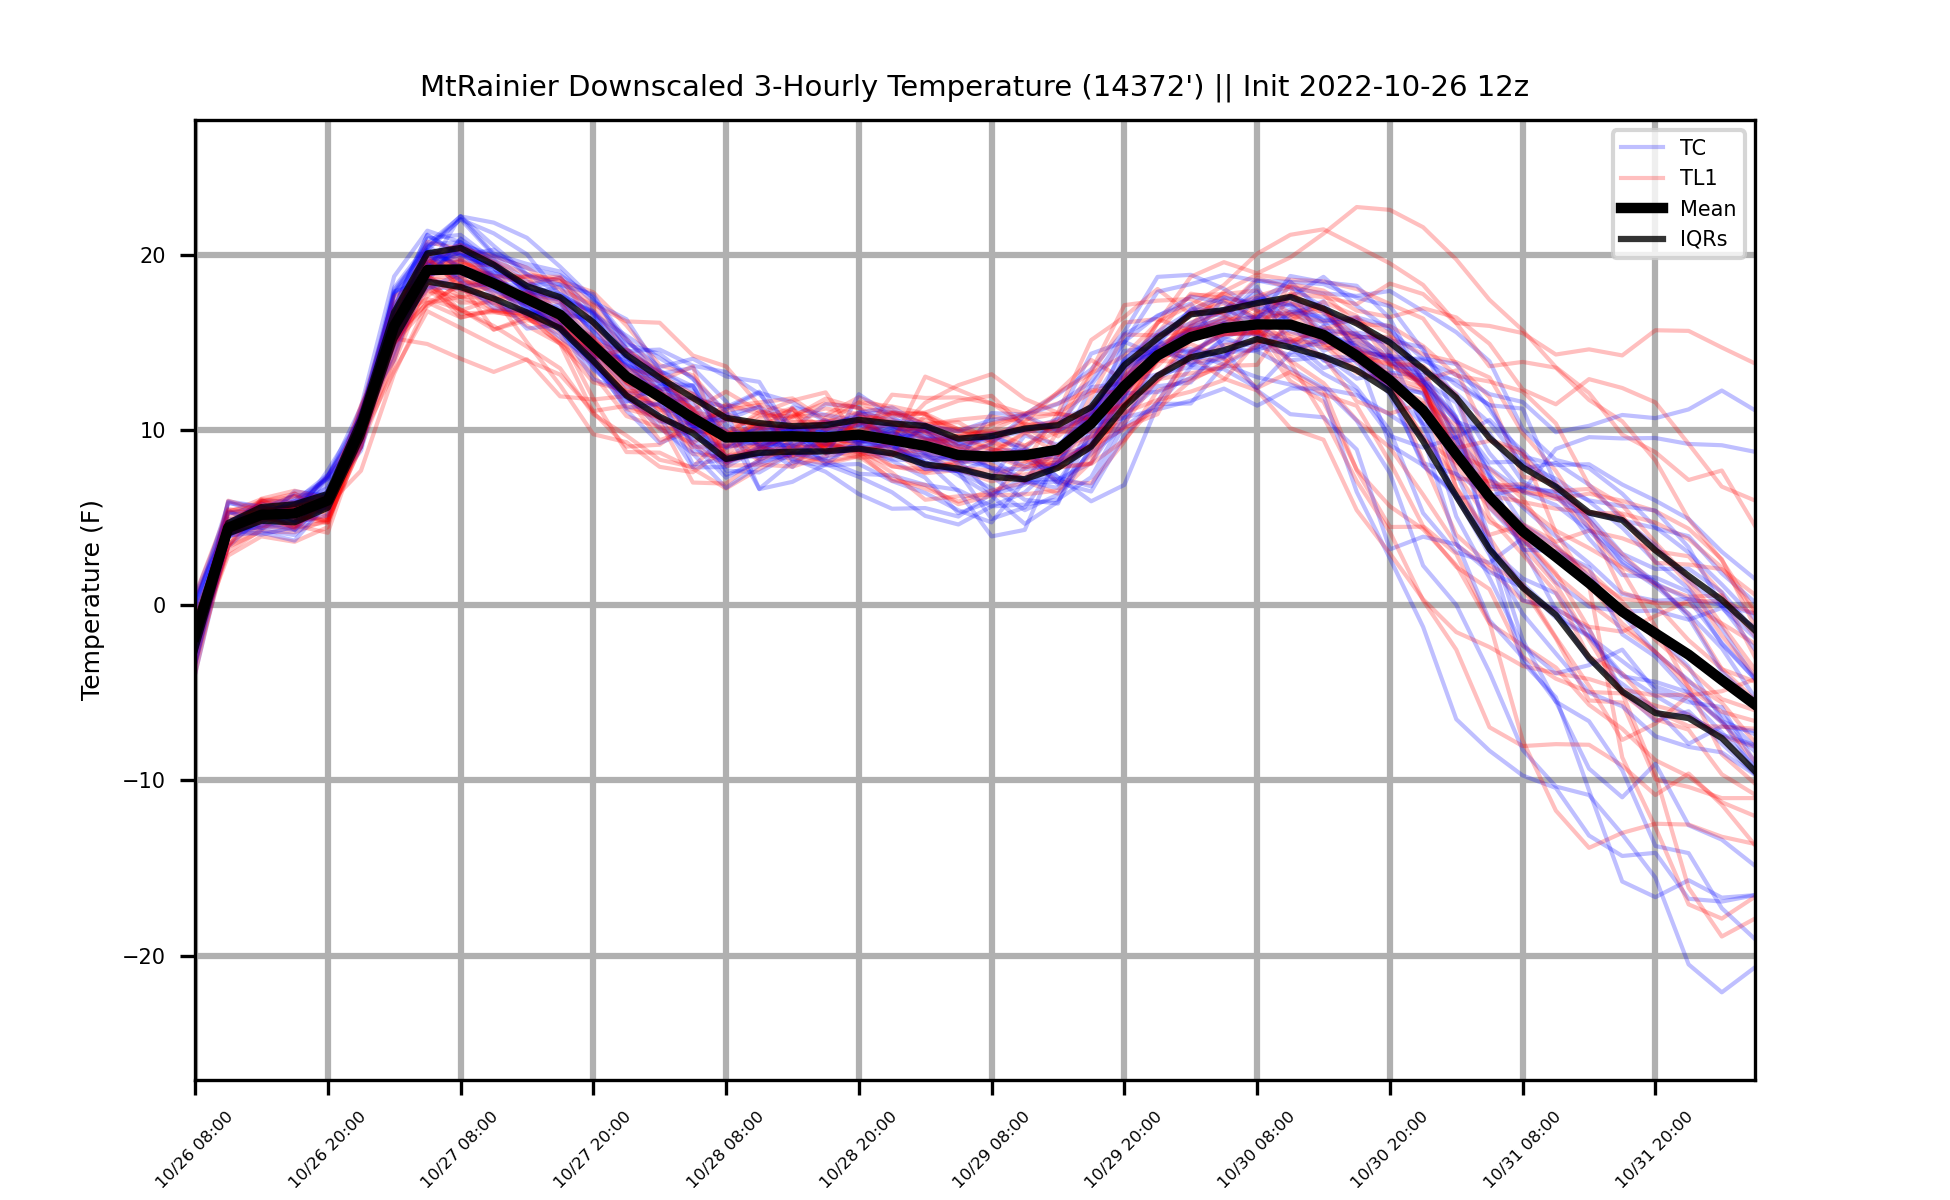 MtRainier Downscaled 3-Hourly Temperature (14372') || Init 2022-10-26 12z
TC
TL1
Mean
IQRs
Temperature (F)
20
10
0
−10
−20
10/26 08:00
10/26 20:00
10/27 08:00
10/27 20:00
10/28 08:00
10/28 20:00
10/29 08:00
10/29 20:00
10/30 08:00
10/30 20:00
10/31 08:00
10/31 20:00